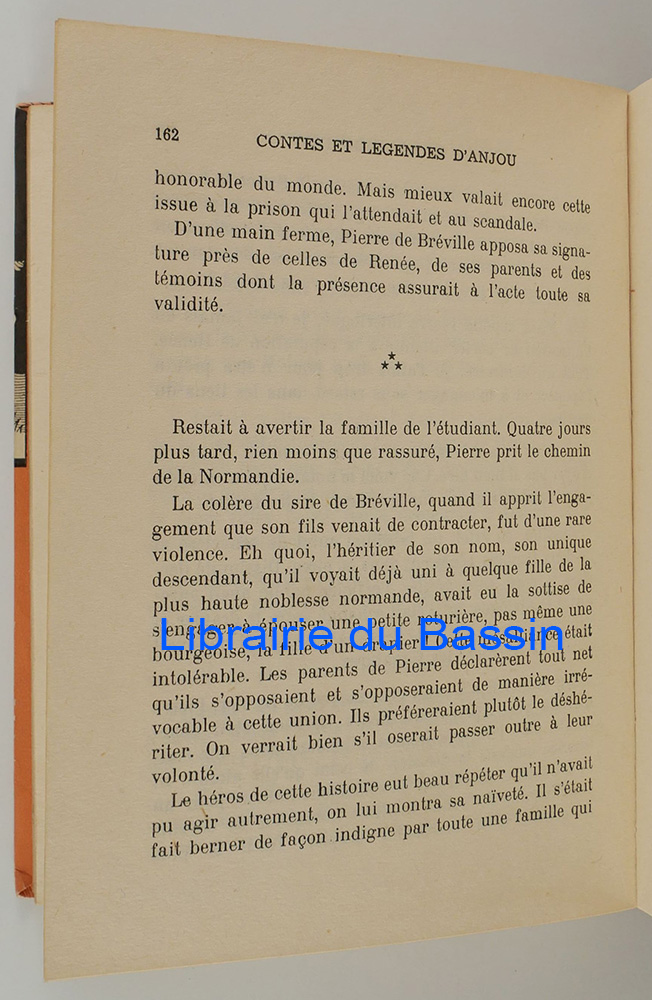 162
CONTES ET LEGENDES D'ANJOU
honorable du monde. Mais mieux valait encore cette
issue à la prison qui l'attendait et au scandale.
D'une main ferme, Pierre de Bréville apposa sa signa-
ture près de celles de Renée, de ses parents et des
témoins dont la présence assurait à l'acte toute sa
validité.
Restait à avertir la famille de l'étudiant. Quatre jours
plus tard, rien moins que rassuré, Pierre prit le chemin
de la Normandie.
La colère du sire de Bréville, quand il apprit l'enga-
gement que son fils venait de contracter, fut d'une rare
violence. Eh quoi, l'héritier de son nom, son unique
descendant, qu'il voyait déjà uni à quelque fille de la
plus haute noblesse normande, avait eu la sottise de
s'engager à épouser une petite roturière, pas même une
Librairie du Bassin
bourgeoise, la fille d'un drapier ! Cette mésalliance était
intolérable. Les parents de Pierre déclarèrent tout net
qu'ils s'opposaient et s'opposeraient de manière irré-
vocable à cette union. Ils préféreraient plutôt le déshé-
riter. On verrait bien s'il oserait passer outre à leur
volonté.
Le héros de cette histoire eut beau répéter qu'il n'avait
pu agir autrement, on lui montra sa naïveté. Il s'était
fait berner de façon indigne par toute une famille qui